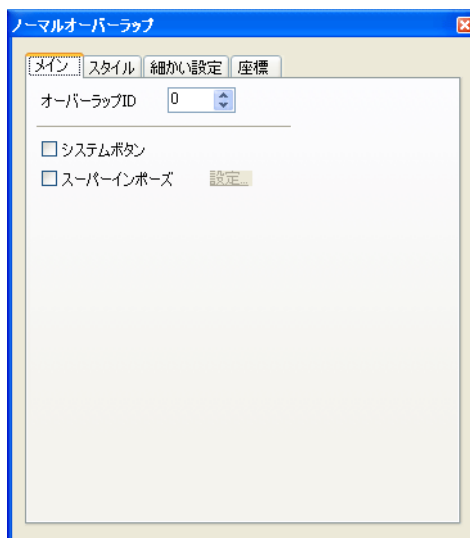 ノーマルオーバーラップ
メイン スタイル 細かい設定 座標
オーバーラップID 0
システムボタン
スーパーインポーズ 設定...